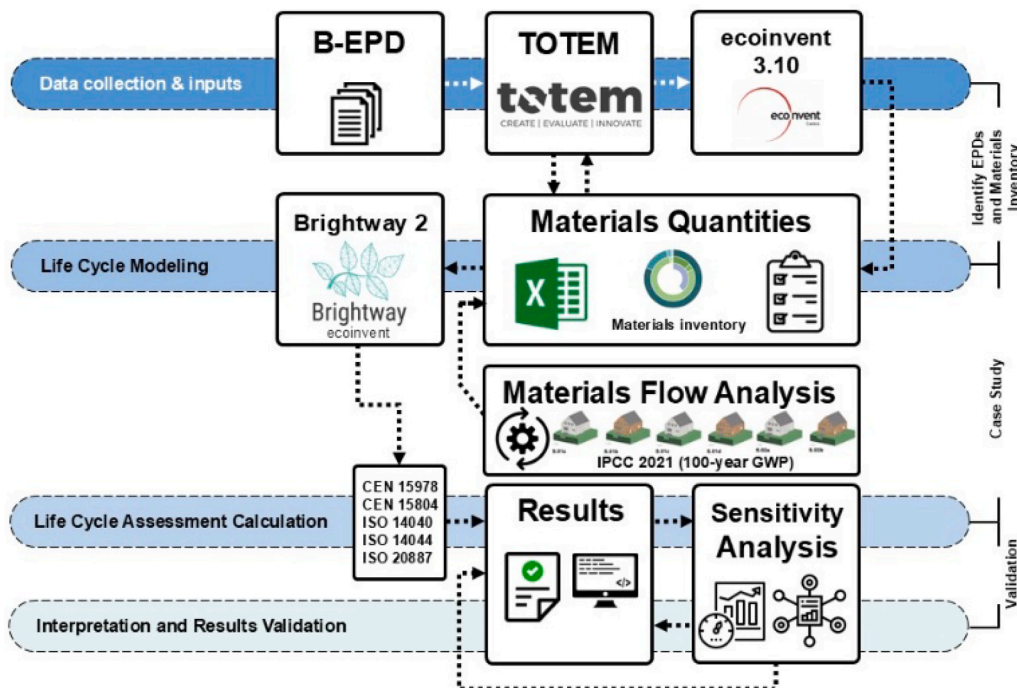 B-EPD
TOTEM
ecoinvent
3.10
Data collection & inputs
totem
CREATE | EVALUATE | INNOVATE
ecoinvent
Identify EPDs
and Materials
Inventory
Brightway 2
Brightway
ecoinvent
Materials Quantities
Life Cycle Modeling
X
Materials inventory
Materials Flow Analysis
IPCC 2021 (100-year GWP)
Case Study
CEN 15978
CEN 15804
ISO 14040
ISO 14044
ISO 20887
Life Cycle Assessment Calculation
Results
</>
Sensitivity
Analysis
Validation
Interpretation and Results Validation